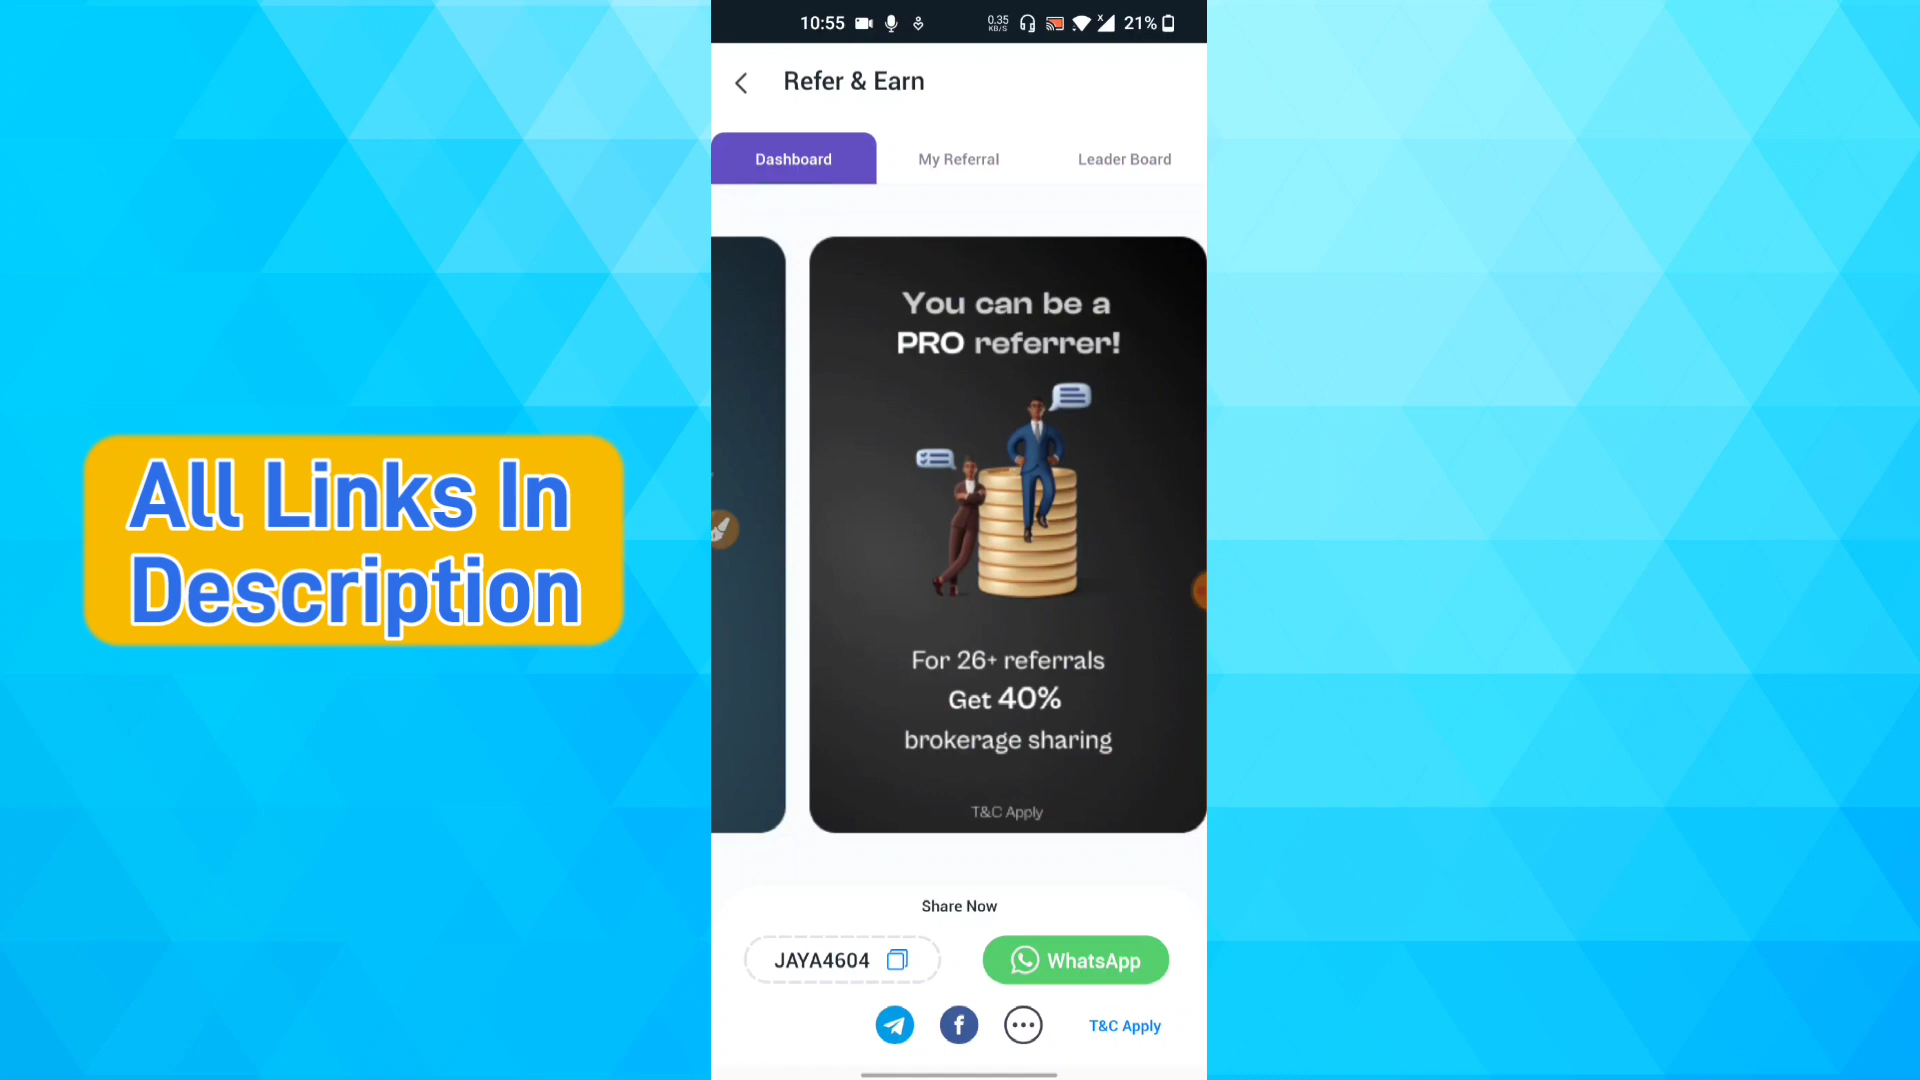 10:55
0.35
KB/S
21%
Refer & Earn
Dashboard
My Referral
Leader Board
You can be a
PRO referrer!
For 26+ referrals
Get 40%
brokerage sharing
T&C Apply
Share Now
JAYA4604
WhatsApp
T&C Apply
All Links In
Description